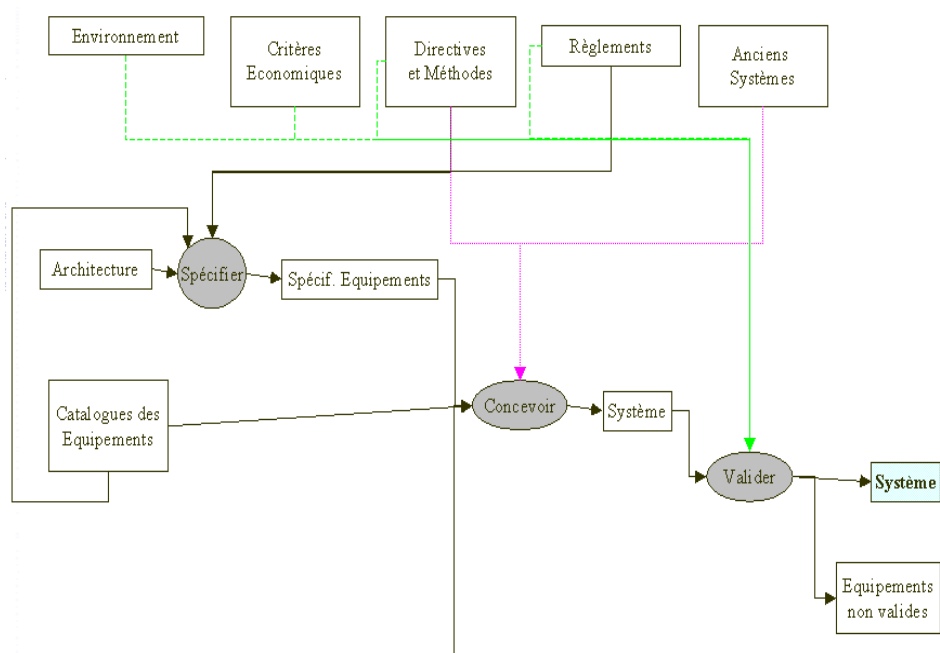 Environnement
Critères
Economiques
Directives
et Méthodes
Règlements
Anciens
Systèmes
Architecture
Spécifier
Spécif. Equipements
Catalogues des
Equipements
Concevoir
Système
Valider
Système
Equipements
non valides